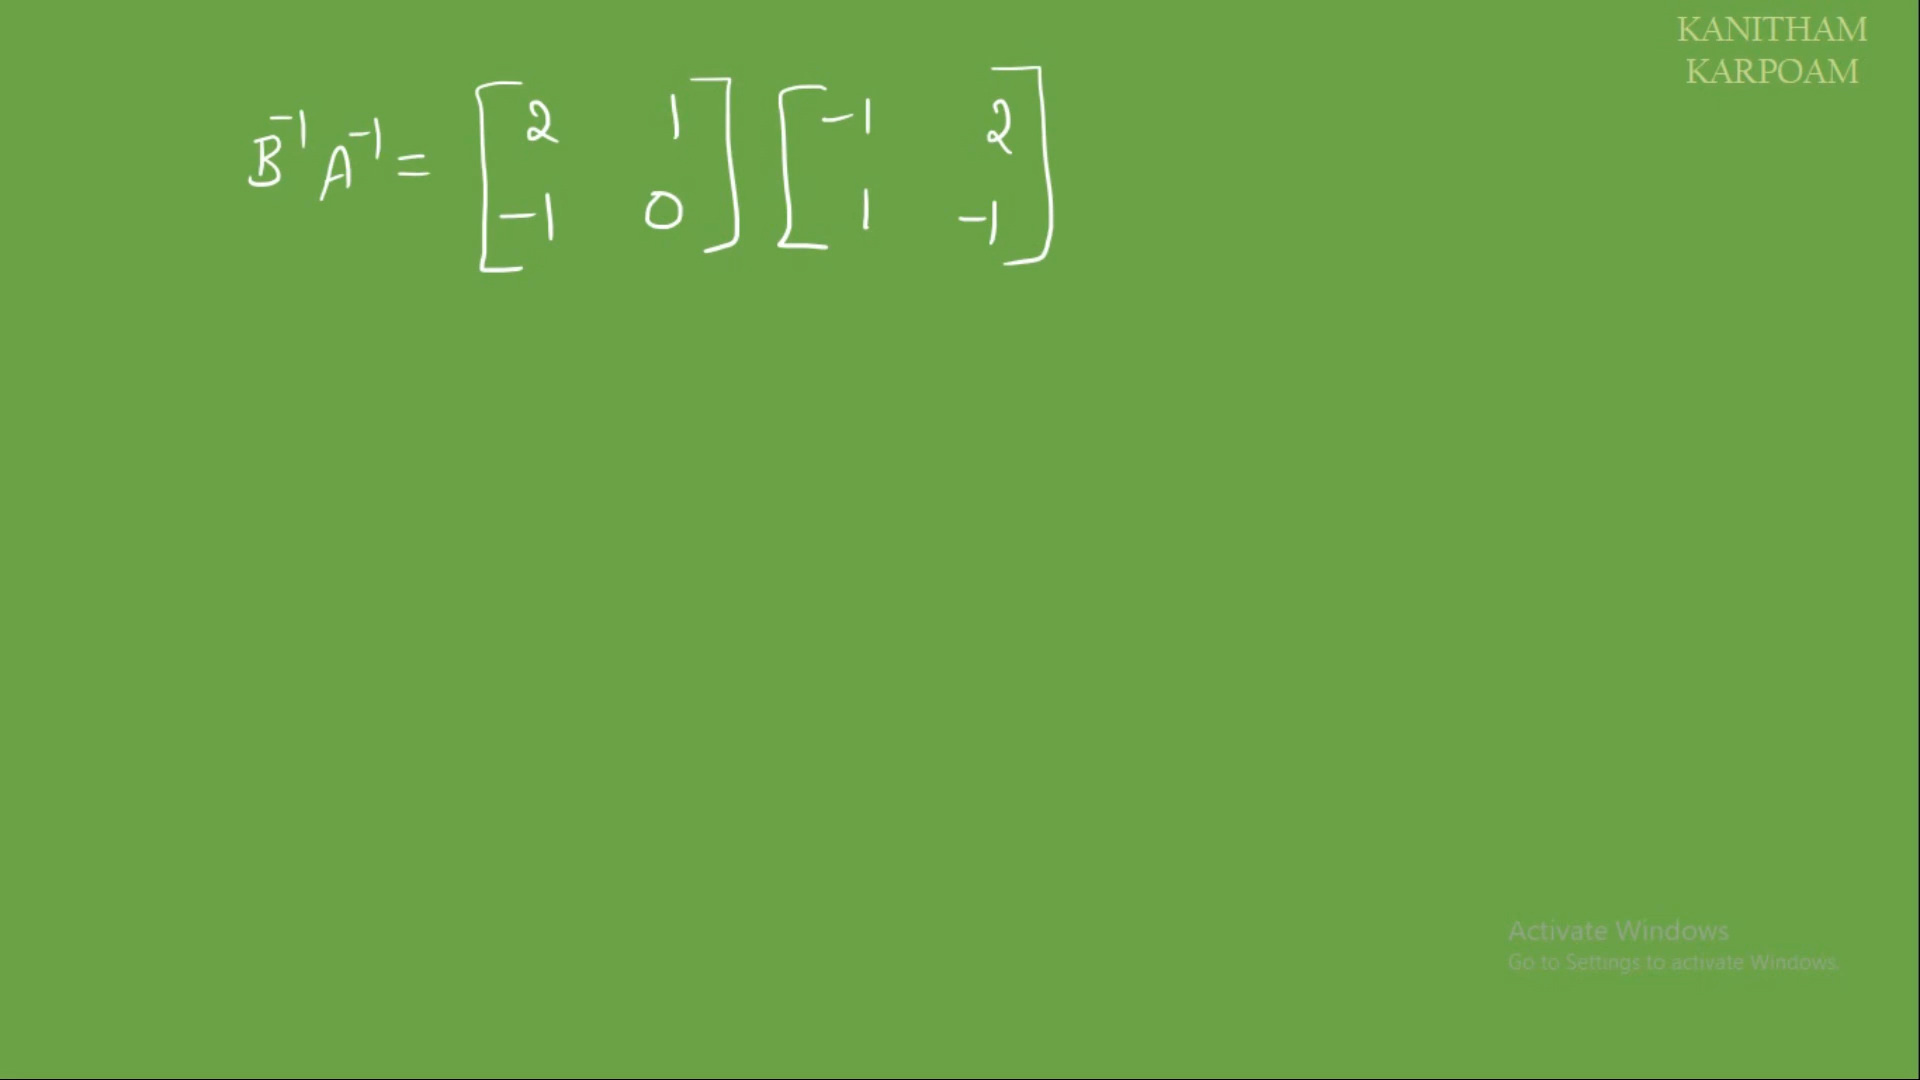 KANITHAM
KARPOAM
B⁻¹ A⁻¹ = [2 1] [-1 2]
[-1 0] [1 -1]
Activate Windows
Go to Settings to activate Windows.